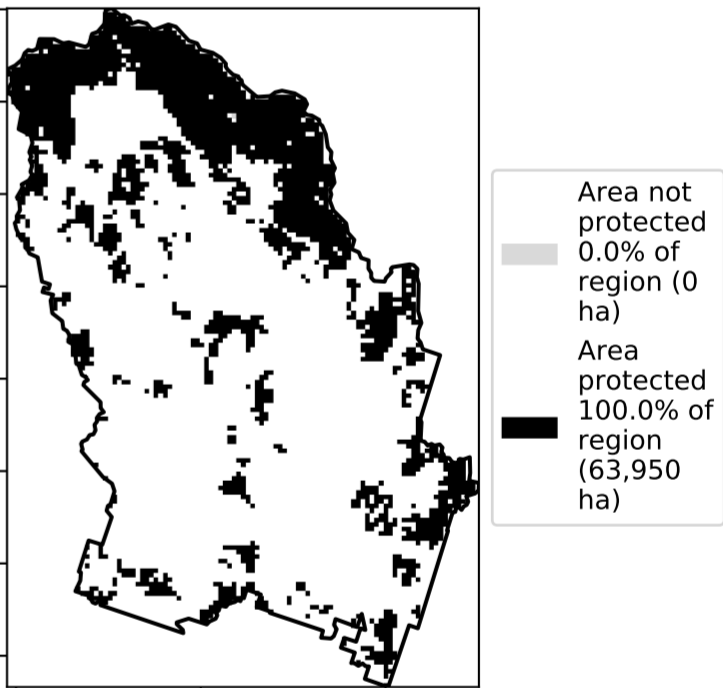 Area not
protected
0.0% of
region (0
ha)
Area
protected
100.0% of
region
(63,950
ha)